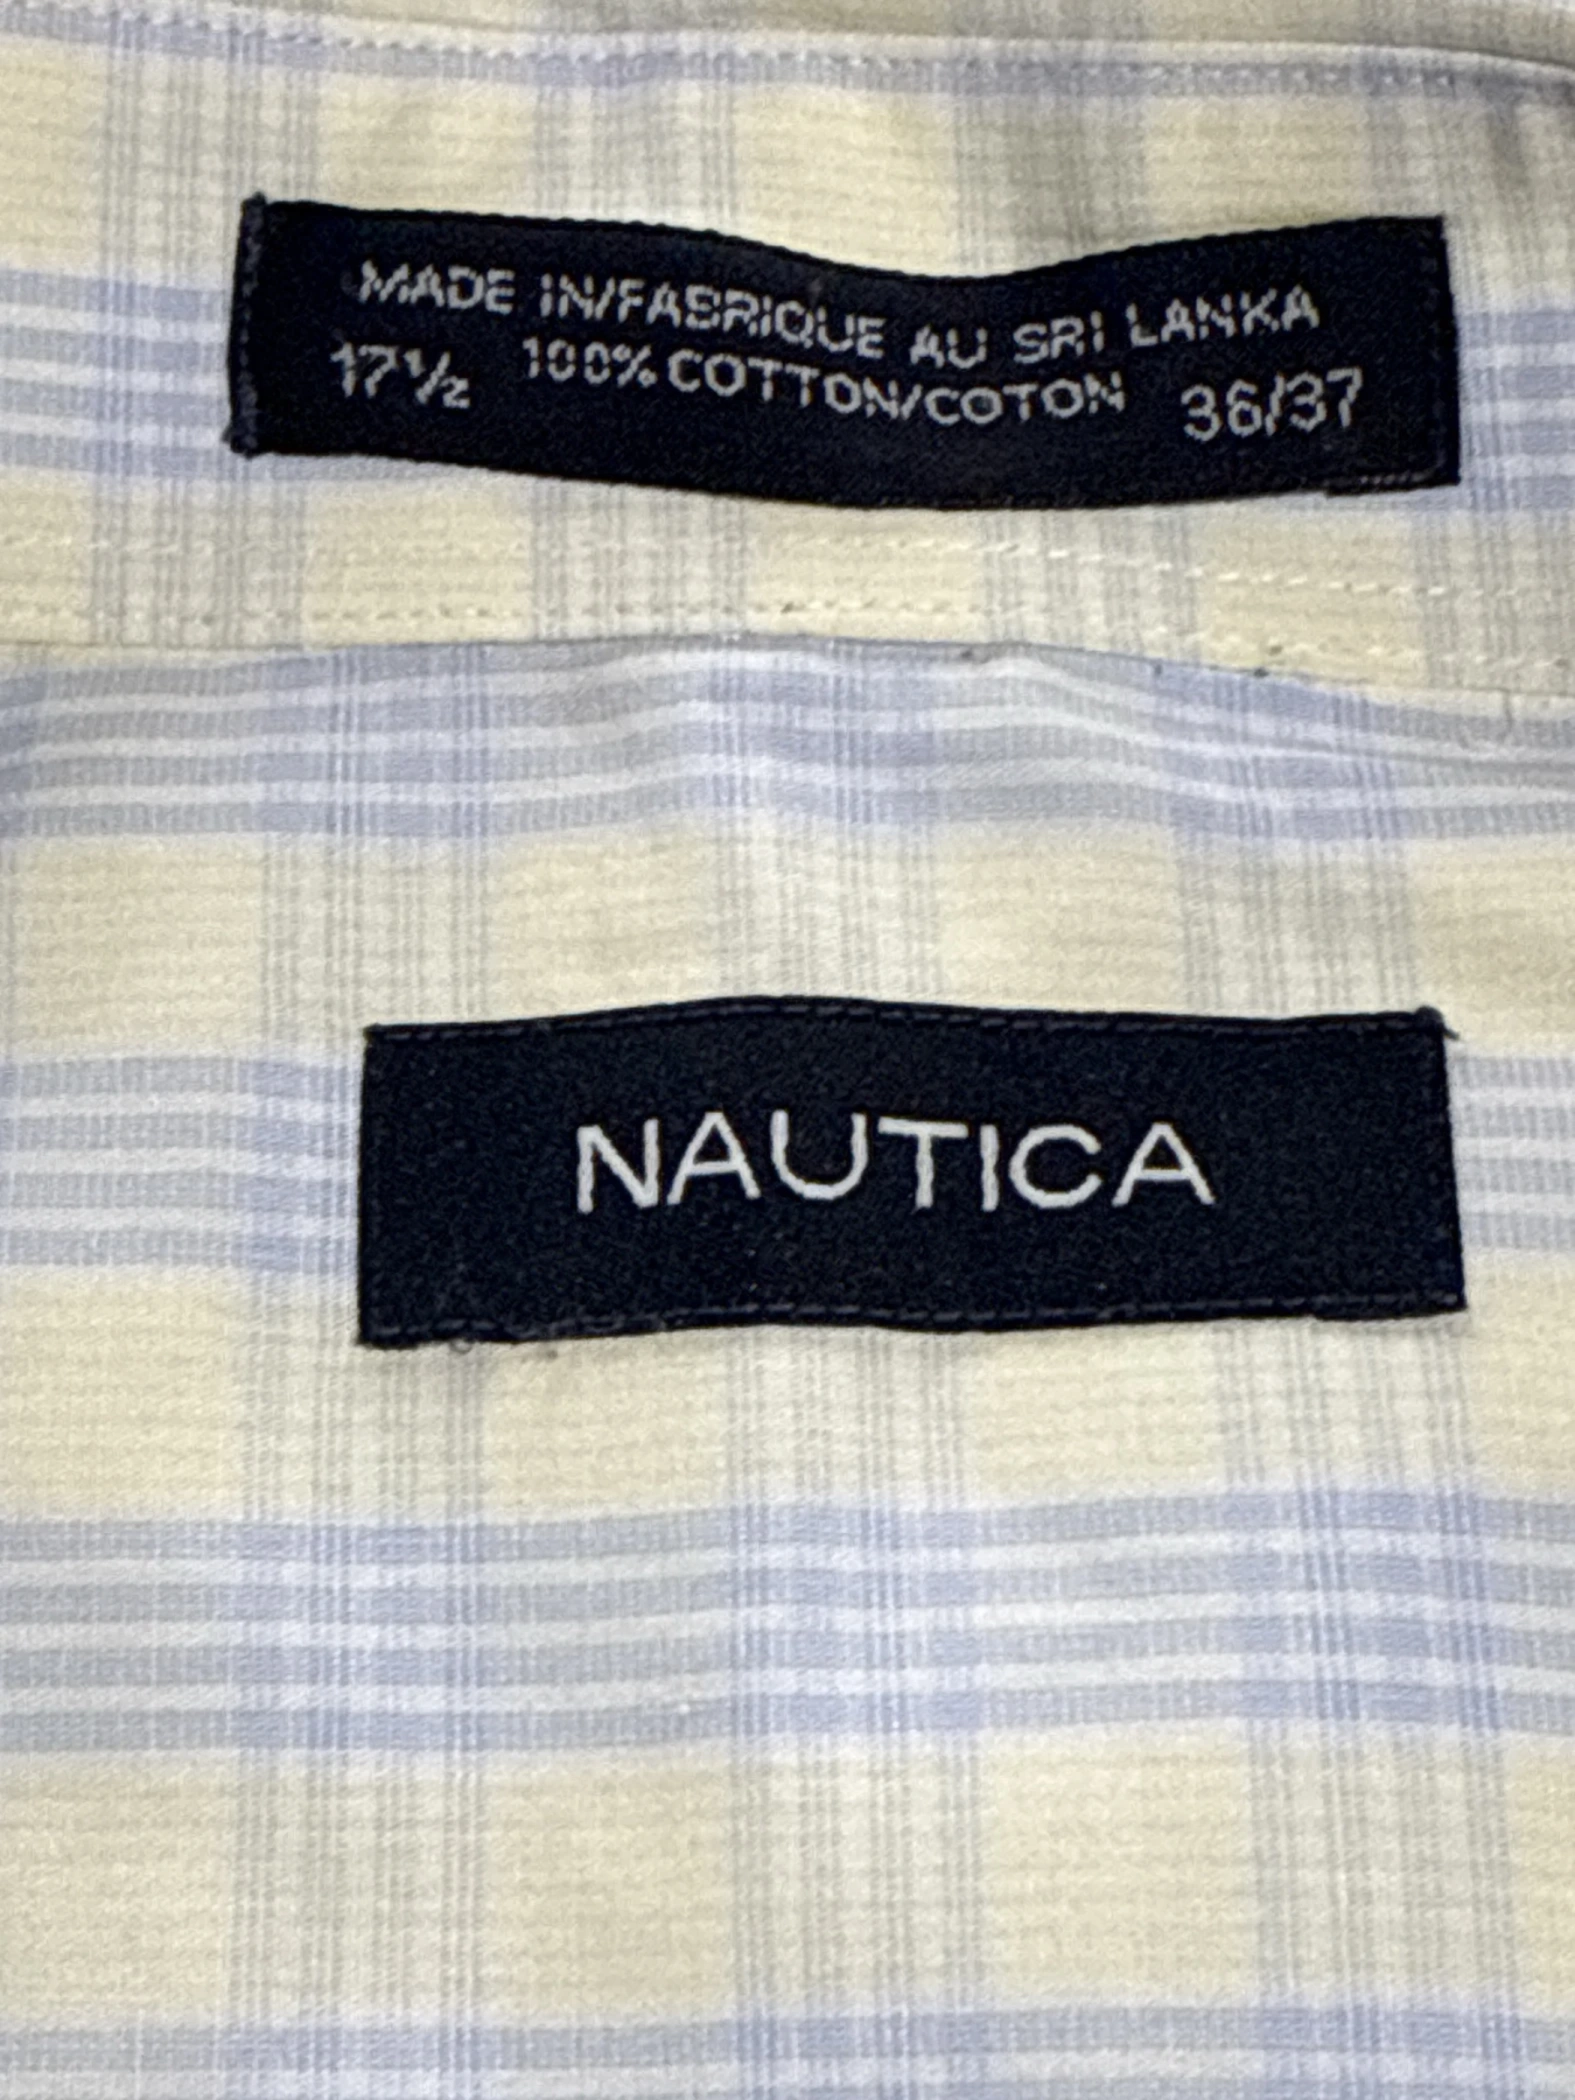 MADE IN/FABRIQUE AU SRI LANKA
17½ 100% COTTON/COTON 36/37
NAUTICA